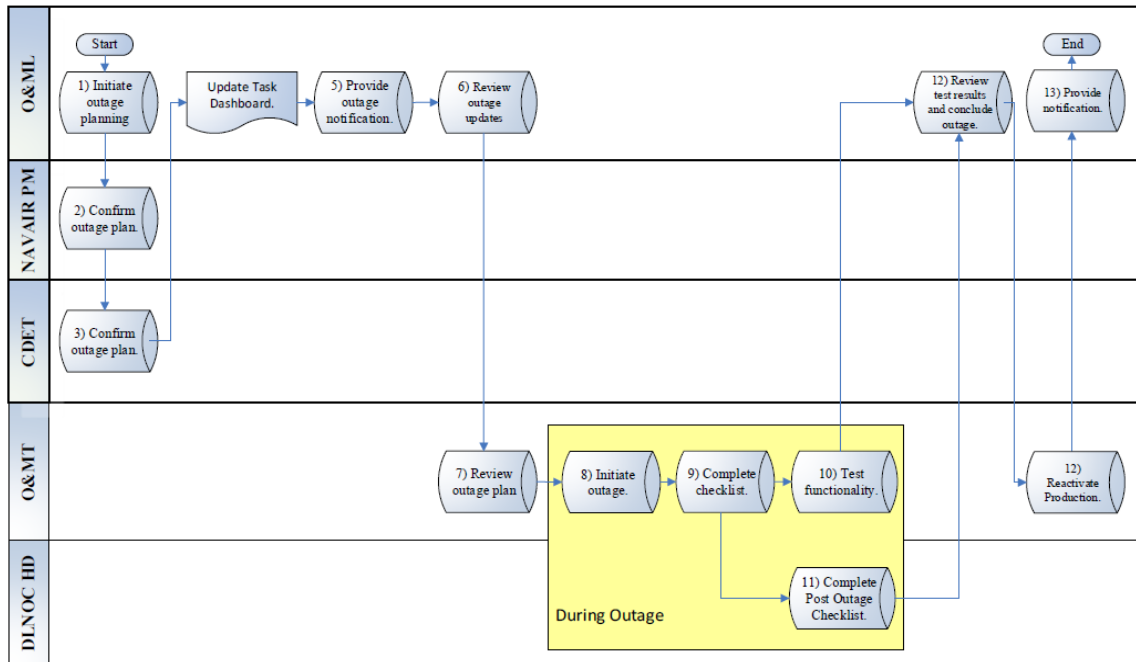 O&ML
Start
1) Initiate
outage
planning
Update Task
Dashboard.
5) Provide
outage
notification.
6) Review
outage
updates
12) Review
test results
and conclude
outage.
End
13) Provide
notification.
NAVAIR PM
2) Confirm
outage plan.
CDET
3) Confirm
outage plan.
O&MT
7) Review
outage plan
8) Initiate
outage.
9) Complete
checklist.
10) Test
functionality.
12)
Reactivate
Production.
DLNOC HD
During Outage
11) Complete
Post Outage
Checklist.